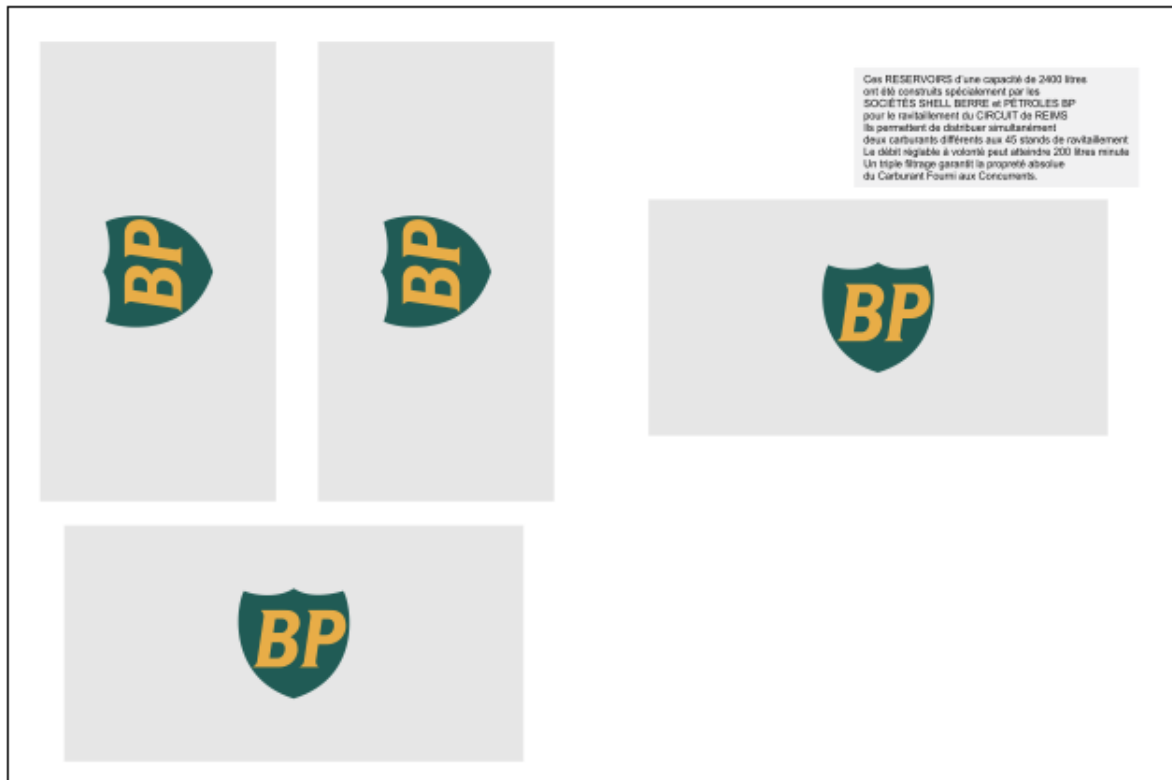 Ces RESERVOIRS d'une capacité de 2400 litres
ont été construits spécialement par les
SOCIÉTÉS SHELL BERRE et PÉTROLES BP
pour le ravitaillement du CIRCUIT de REIMS
Ils permettent de distribuer simultanément
deux carburants différents aux 45 stands de ravitaillement
Le débit réglable à volonté peut atteindre 200 litres minute
Un triple filtrage garantit la propreté absolue
du Carburant Fourni aux Concurrents.
BP
BP
BP
BP